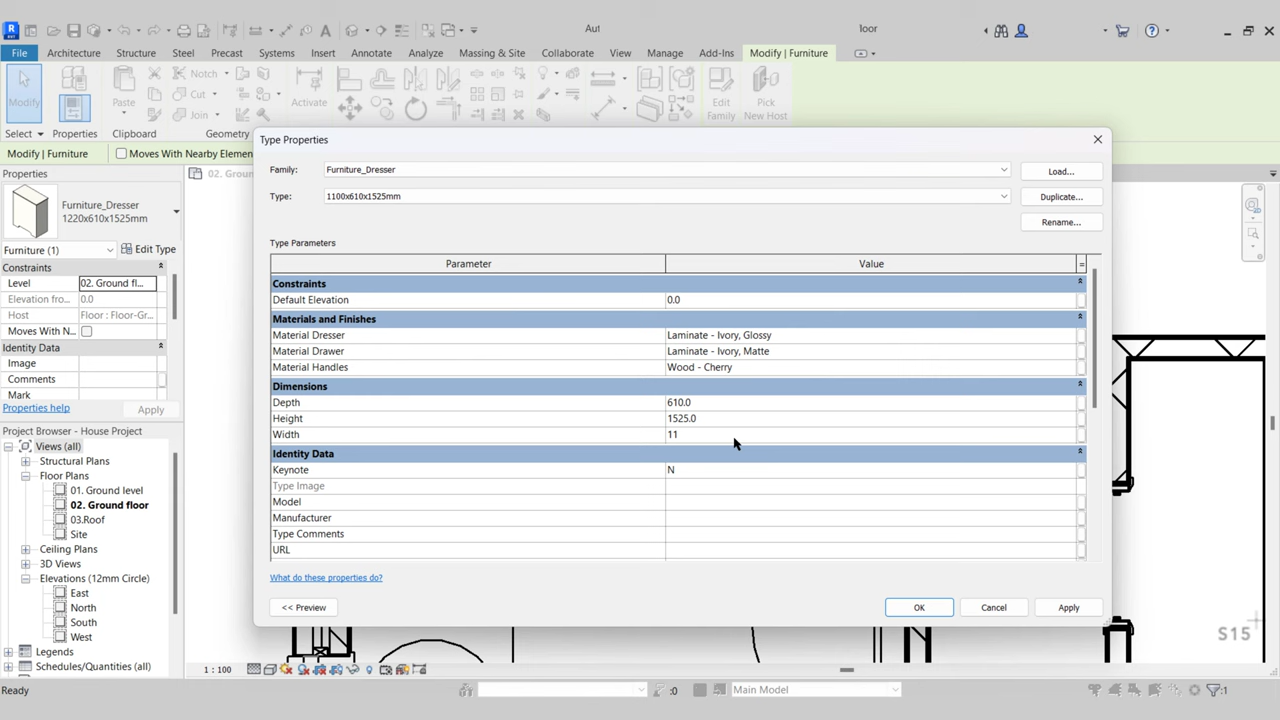 Aut
loor
File Architecture Structure Steel Precast Systems Insert Annotate Analyze Massing & Site Collaborate View Manage Add-Ins Modify | Furniture
Modify
Properties
Paste
Notch
Cut
Join
Activate
Edit
Family
Pick
New Host
Select
Properties
Clipboard
Geometry
Modify | Furniture
Moves With Nearby Elemen
Properties
Furniture_Dresser
1220x610x1525mm
Furniture (1)
Edit Type
Constraints
Level 02. Ground fl...
Elevation fro... 0.0
Host Floor : Floor-Gr...
Moves With N...
Identity Data
Image
Comments
Mark
Properties help
Apply
Project Browser - House Project
Views (all)
Structural Plans
Floor Plans
01. Ground level
02. Ground floor
03.Roof
Site
Ceiling Plans
3D Views
Elevations (12mm Circle)
East
North
South
West
Legends
Schedules/Quantities (all)
Ready
02. Groun
Type Properties
Family: Furniture_Dresser Load...
Type: 1100x610x1525mm Duplicate...
Rename...
Type Parameters
Parameter Value =
Constraints
Default Elevation 0.0
Materials and Finishes
Material Dresser Laminate - Ivory, Glossy
Material Drawer Laminate - Ivory, Matte
Material Handles Wood - Cherry
Dimensions
Depth 610.0
Height 1525.0
Width 11
Identity Data
Keynote N
Type Image
Model
Manufacturer
Type Comments
URL
What do these properties do?
<< Preview OK Cancel Apply
S15
1 : 100
:0
Main Model
:1